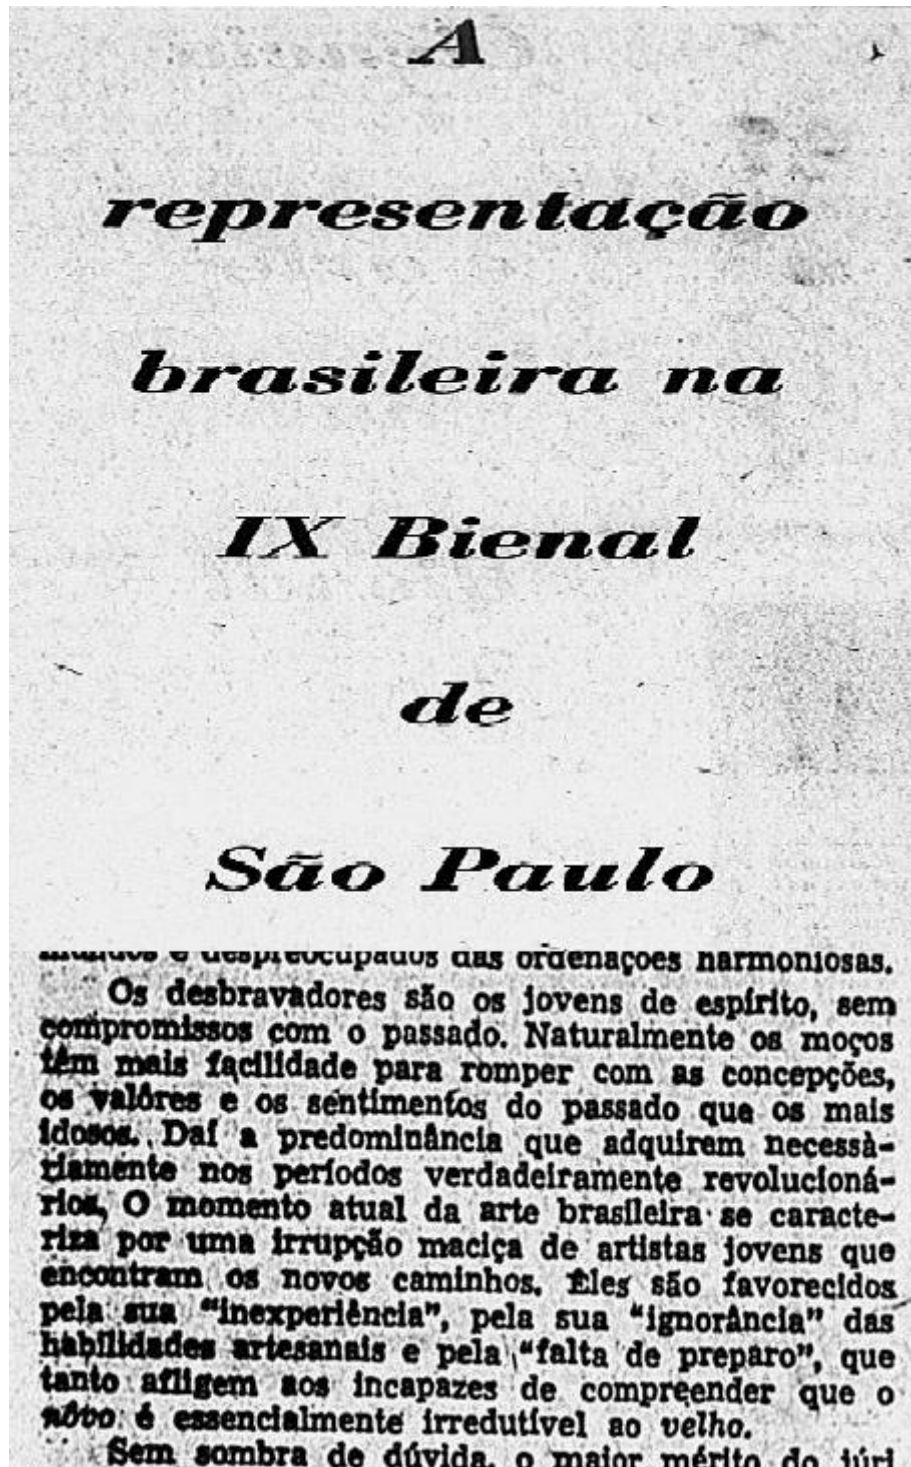 A
representação
brasileira na
IX Bienal
de
São Paulo
mundos e despreocupados das ordenações harmoniosas.
Os desbravadores são os jovens de espírito, sem
compromissos com o passado. Naturalmente os moços
têm mais facilidade para romper com as concepções,
os valôres e os sentimentos do passado que os mais
idosos. Daí a predominância que adquirem necessà-
riamente nos períodos verdadeiramente revolucioná-
rios. O momento atual da arte brasileira se caracte-
riza por uma irrupção maciça de artistas jovens que
encontram os novos caminhos. Êles são favorecidos
pela sua "inexperiência", pela sua "ignorância" das
habilidades artesanais e pela "falta de preparo", que
tanto afligem aos incapazes de compreender que o
nôvo é essencialmente irredutível ao velho.
Sem sombra de dúvida, o maior mérito do júri